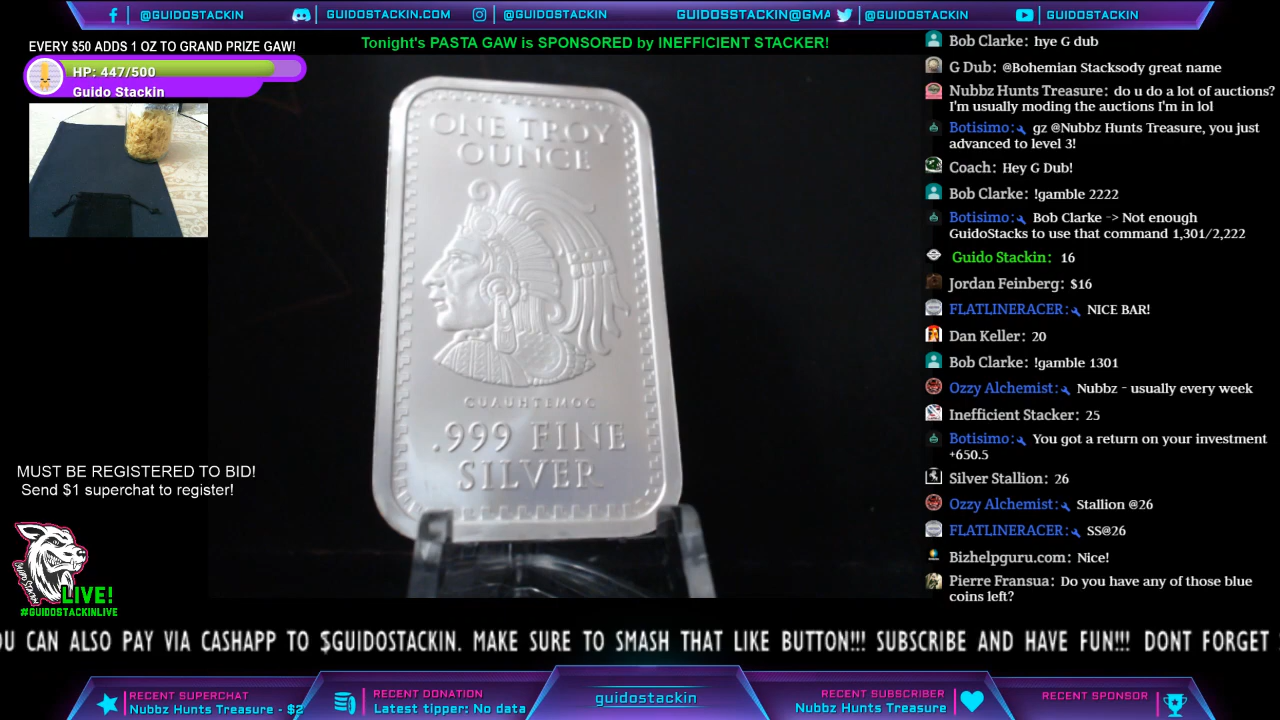 @GUIDOSTACKIN
GUIDOSTACKIN.COM
@GUIDOSTACKIN
GUIDOSSTACKIN@GMA
@GUIDOSTACKIN
GUIDOSTACKIN
EVERY $50 ADDS 1 OZ TO GRAND PRIZE GAW!
HP: 447/500
Guido Stackin
Tonight's PASTA GAW is SPONSORED by INEFFICIENT STACKER!
ONE TROY
OUNCE
CUAUHTEMOC
.999 FINE
SILVER
Bob Clarke: hye G dub
G Dub: @Bohemian Stacksody great name
Nubbz Hunts Treasure: do u do a lot of auctions?
I'm usually moding the auctions I'm in lol
Botisimo: gz @Nubbz Hunts Treasure, you just
advanced to level 3!
Coach: Hey G Dub!
Bob Clarke: !gamble 2222
Botisimo: Bob Clarke -> Not enough
GuidoStacks to use that command 1,301/2,222
Guido Stackin: 16
Jordan Feinberg: $16
FLATLINERACER: NICE BAR!
Dan Keller: 20
Bob Clarke: !gamble 1301
Ozzy Alchemist: Nubbz - usually every week
Inefficient Stacker: 25
Botisimo: You got a return on your investment
+650.5
Silver Stallion: 26
Ozzy Alchemist: Stallion @26
FLATLINERACER: SS@26
Bizhelpguru.com: Nice!
Pierre Fransua: Do you have any of those blue
coins left?
MUST BE REGISTERED TO BID!
Send $1 superchat to register!
LIVE!
#GUIDOSTACKINLIVE
OU CAN ALSO PAY VIA CASHAPP TO $GUIDOSTACKIN. MAKE SURE TO SMASH THAT LIKE BUTTON!!! SUBSCRIBE AND HAVE FUN!!! DONT FORGET
RECENT SUPERCHAT
Nubbz Hunts Treasure - $2
RECENT DONATION
Latest tipper: No data
guidostackin
RECENT SUBSCRIBER
Nubbz Hunts Treasure
RECENT SPONSOR